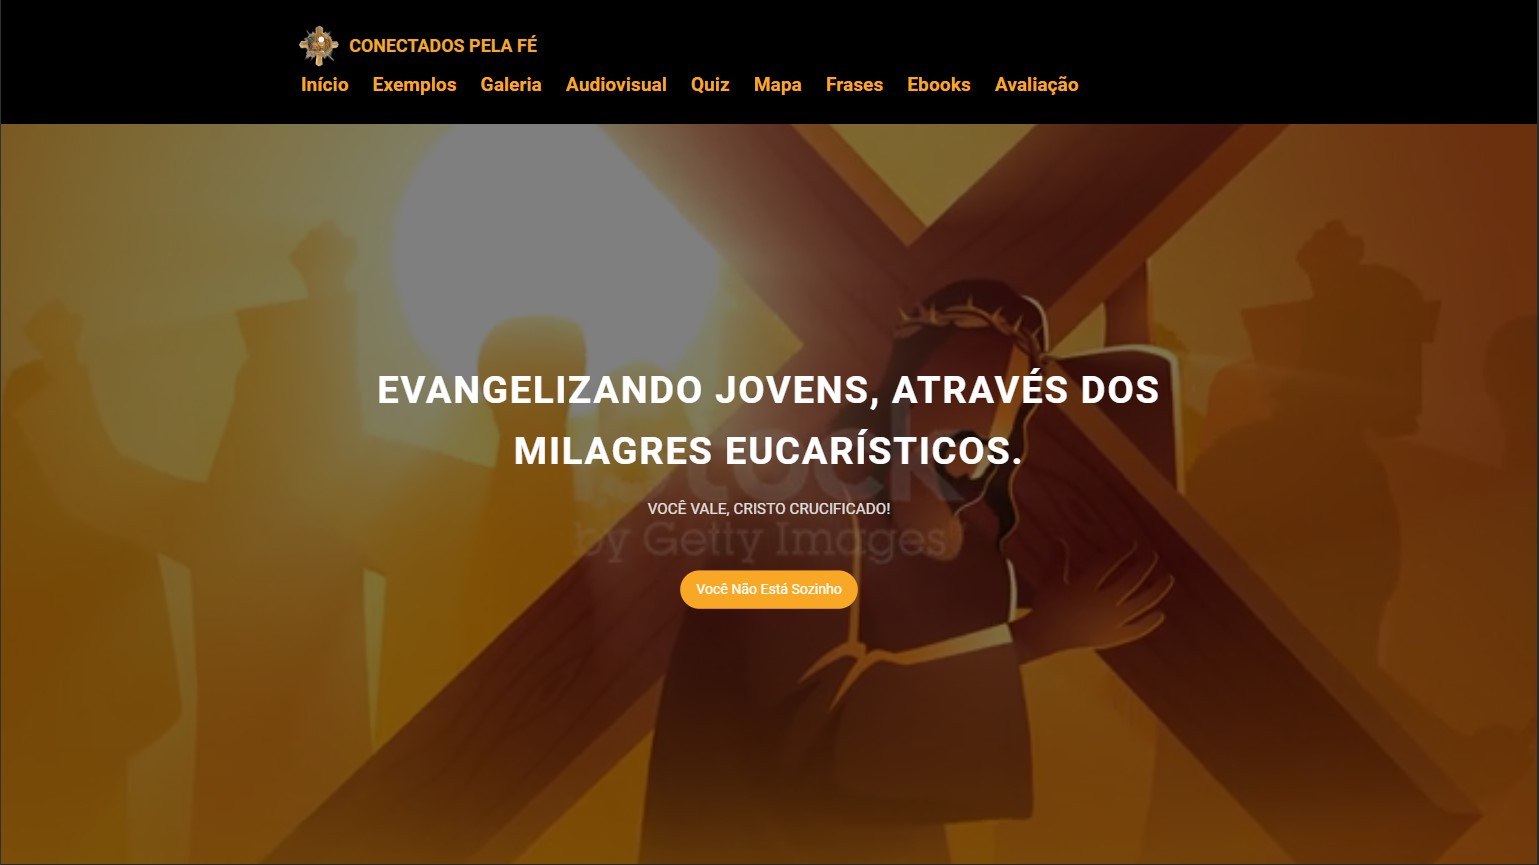 CONECTADOS PELA FÉ
Início Exemplos Galeria Audiovisual Quiz Mapa Frases Ebooks Avaliação
EVANGELIZANDO JOVENS, ATRAVÉS DOS
MILAGRES EUCARÍSTICOS.
iStock
VOCÊ VALE, CRISTO CRUCIFICADO!
by Getty Images
Você Não Está Sozinho